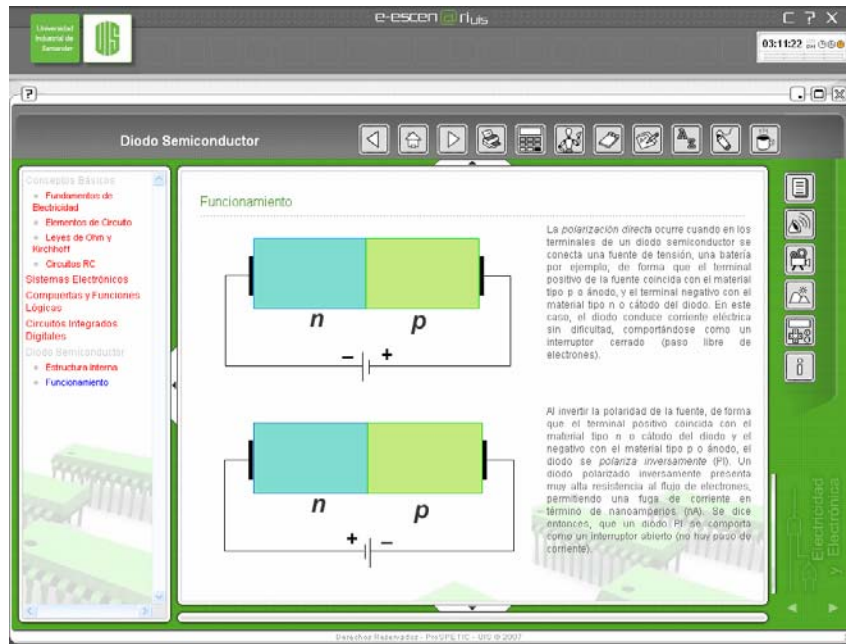 Universidad
Industrial de
Santander
UIS
e-escen@riuis
03:11:22
Diodo Semiconductor
Conceptos Básicos
Fundamentos de
Electricidad
Elementos de Circuito
Leyes de Ohm y
Kirchhoff
Circuitos RC
Sistemas Electrónicos
Compuertas y Funciones
Lógicas
Circuitos Integrados
Digitales
Diodo Semiconductor
Estructura Interna
Funcionamiento
Funcionamiento
n
p
− +
La polarización directa ocurre cuando en los
terminales de un diodo semiconductor se
conecta una fuente de tensión, una batería
por ejemplo, de forma que el terminal
positivo de la fuente coincida con el material
tipo p o ánodo, y el terminal negativo con el
material tipo n o cátodo del diodo. En este
caso, el diodo conduce corriente eléctrica
sin dificultad, comportándose como un
interruptor cerrado (paso libre de
electrones).
n
p
+ −
Al invertir la polaridad de la fuente, de forma
que el terminal positivo coincida con el
material tipo n o cátodo del diodo y el
negativo con el material tipo p o ánodo, el
diodo se polariza inversamente (PI). Un
diodo polarizado inversamente presenta
muy alta resistencia al flujo de electrones,
permitiendo una fuga de corriente en
término de nanoamperios (nA). Se dice
entonces, que un diodo PI se comporta
como un interruptor abierto (no hay paso de
corriente).
Electricidad
y Electrónica
Derechos Reservados - ProSPETIC - UIS © 2007